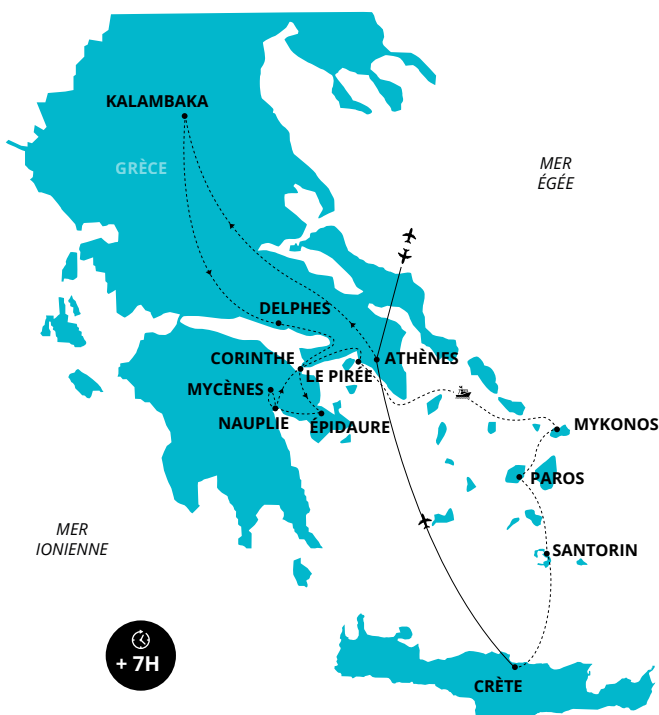 KALAMBAKA
GRÈCE
MER
ÉGÉE
DELPHES
CORINTHE
ATHÈNES
LE PIRÉE
MYCÈNES
NAUPLIE
ÉPIDAURE
MYKONOS
PAROS
MER
IONIENNE
SANTORIN
+ 7H
CRÈTE